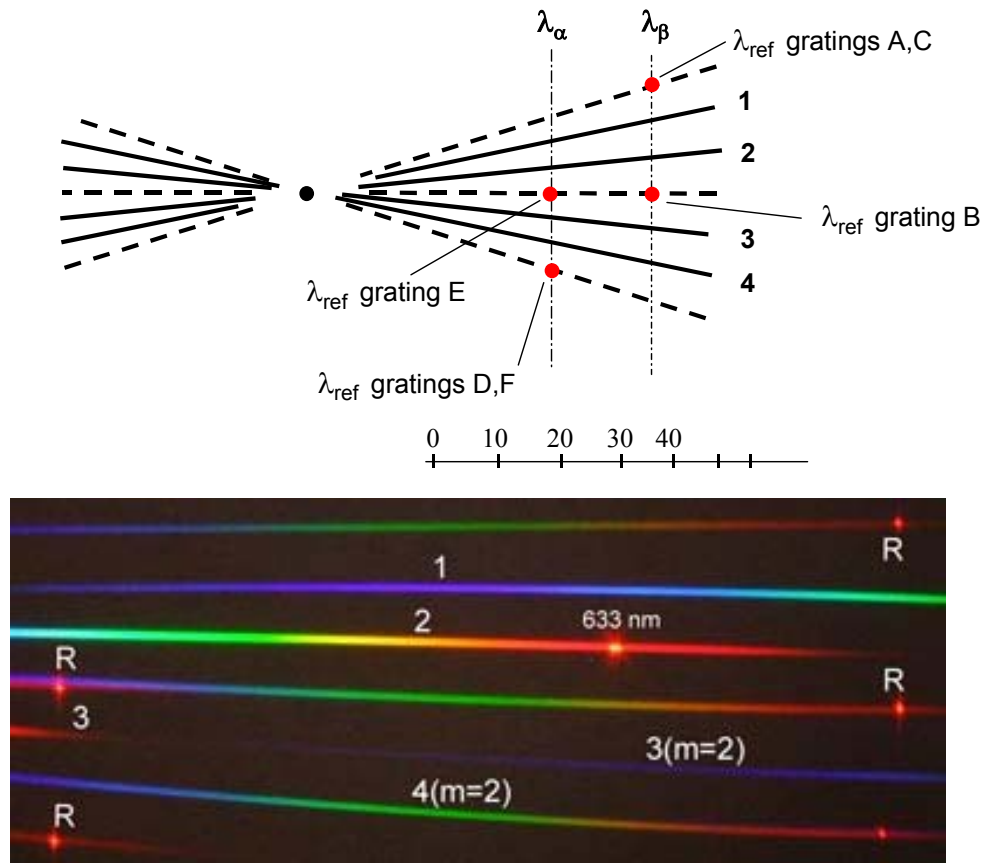 λα λβ
λref gratings A,C
1
2
λref grating B
3
λref grating E
4
λref gratings D,F
0 10 20 30 40
R
1
2 633 nm
R R
3
3(m=2)
4(m=2)
R